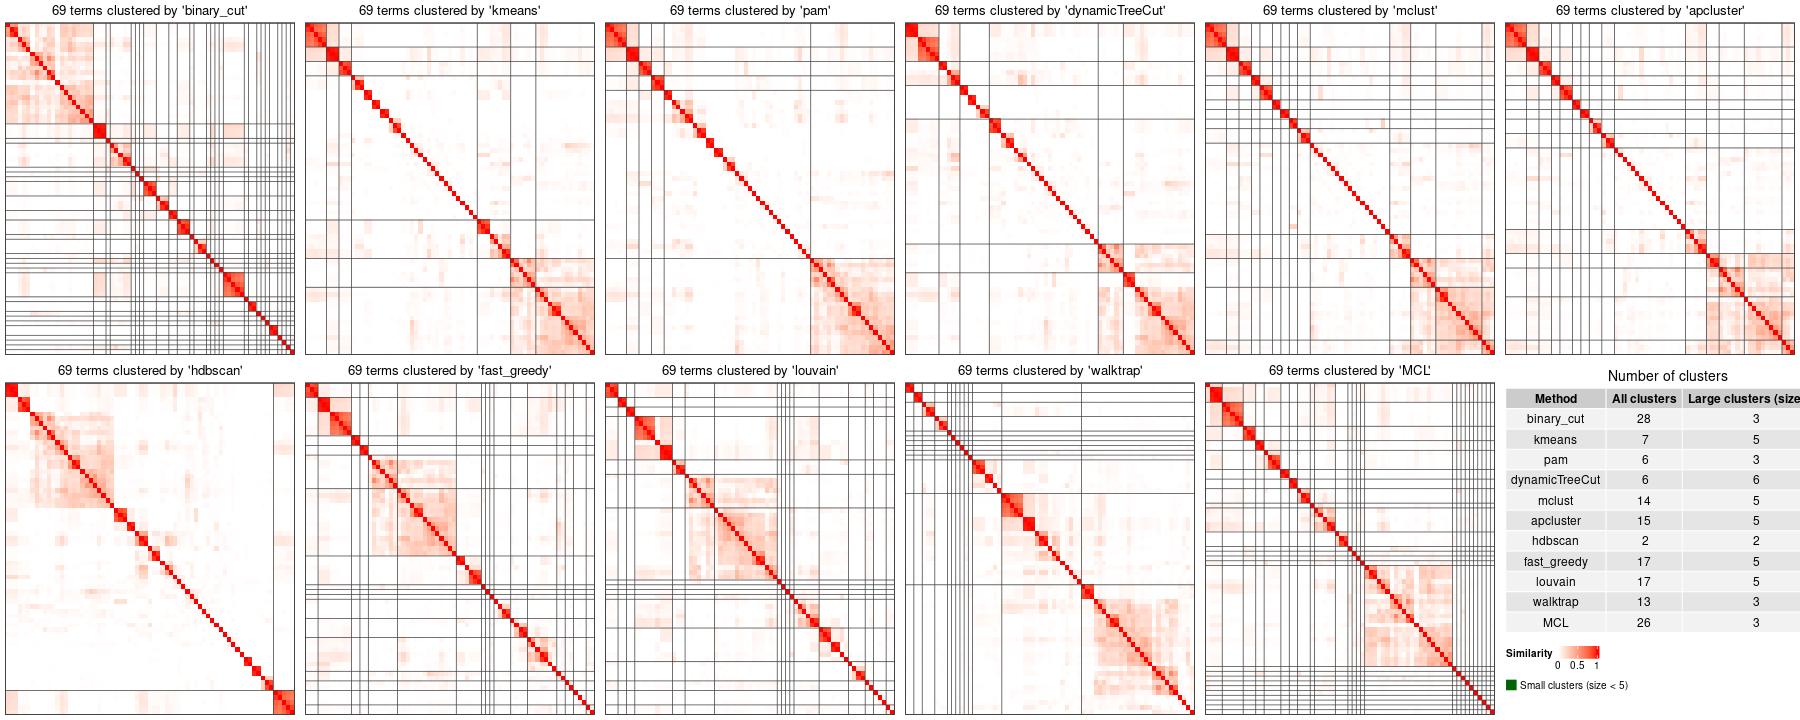 69 terms clustered by 'binary_cut'
69 terms clustered by 'kmeans'
69 terms clustered by 'pam'
69 terms clustered by 'dynamicTreeCut'
69 terms clustered by 'mclust'
69 terms clustered by 'apcluster'
69 terms clustered by 'hdbscan'
69 terms clustered by 'fast_greedy'
69 terms clustered by 'louvain'
69 terms clustered by 'walktrap'
69 terms clustered by 'MCL'
Number of clusters
Method All clusters Large clusters (size
binary_cut 28 3
kmeans 7 5
pam 6 3
dynamicTreeCut 6 6
mclust 14 5
apcluster 15 5
hdbscan 2 2
fast_greedy 17 5
louvain 17 5
walktrap 13 3
MCL 26 3
Similarity
0 0.5 1
Small clusters (size < 5)